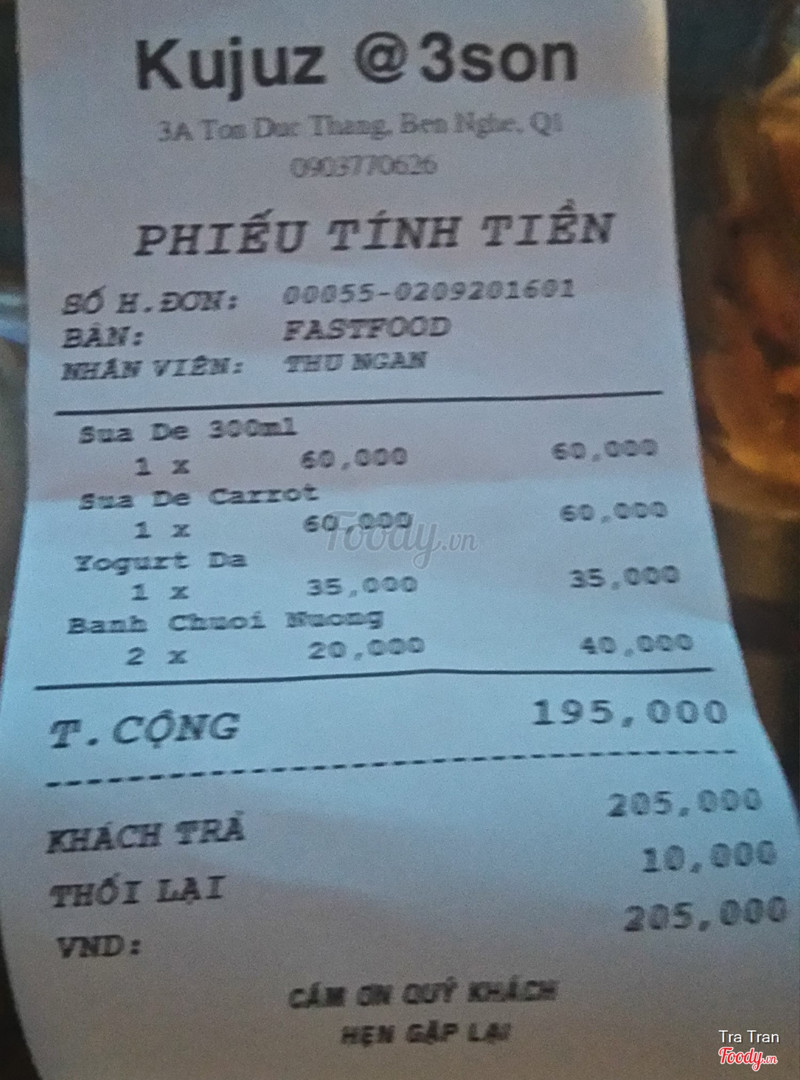 Kujuz @3son
3A Ton Duc Thang, Ben Nghe, Q1
0903770626
PHIẾU TÍNH TIỀN
SỐ H.ĐƠN: 00055-0209201601
BÀN: FASTFOOD
NHÂN VIÊN: THU NGAN
Sua De 300ml
1 x 60,000 60,000
Sua De Carrot
1 x 60,000 60,000
Yogurt Da
1 x 35,000 35,000
Banh Chuoi Nuong
2 x 20,000 40,000
T.CỘNG 195,000
KHÁCH TRẢ 205,000
THỐI LẠI 10,000
VND: 205,000
CÁM ƠN QUÝ KHÁCH
HẸN GẶP LẠI
Foody.vn
Tra Tran
Foody.vn